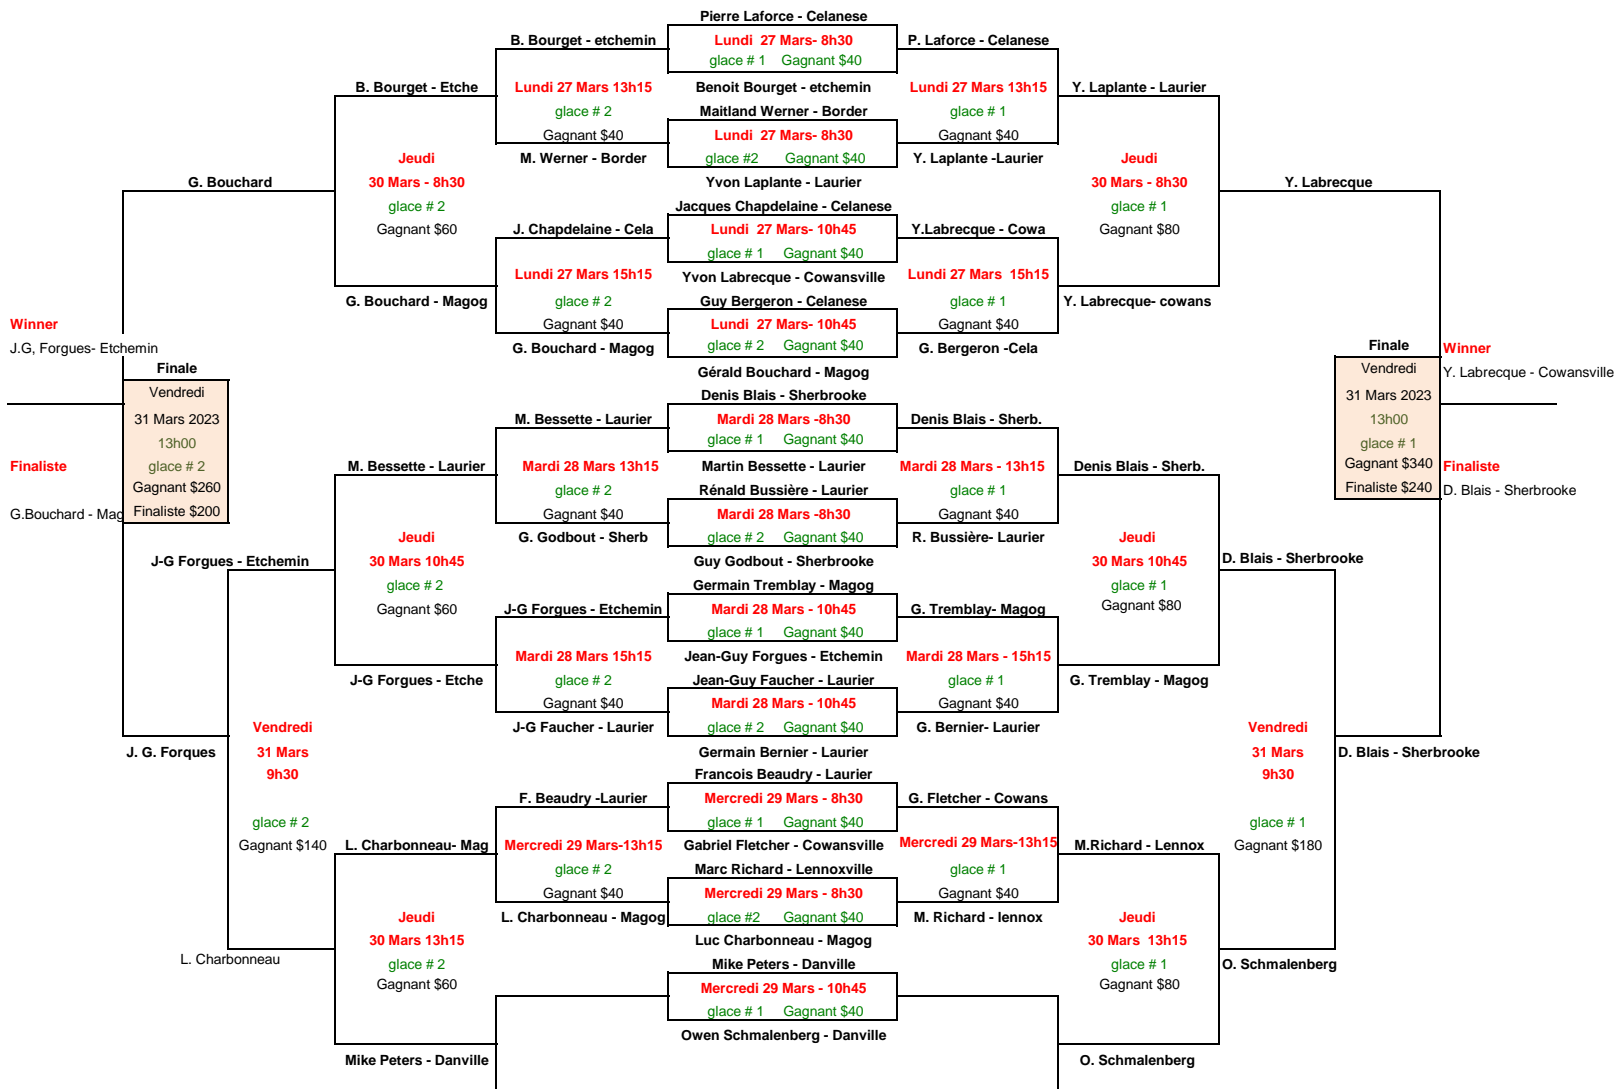 Pierre Laforce - Celanese
B. Bourget - etchemin
Lundi  27 Mars- 8h30
P. Laforce - Celanese
glace # 1    Gagnant $40
B. Bourget - Etche
Lundi 27 Mars 13h15
Benoit Bourget - etchemin
Lundi 27 Mars 13h15
Y. Laplante - Laurier
glace # 2
Maitland Werner - Border
glace # 1
Gagnant $40
Lundi  27 Mars- 8h30
Gagnant $40
Jeudi
M. Werner - Border
glace #2    Gagnant $40
Y. Laplante -Laurier
Jeudi
G. Bouchard
30 Mars - 8h30
Yvon Laplante - Laurier
30 Mars - 8h30
Y. Labrecque
glace # 2
Jacques Chapdelaine - Celanese
glace # 1
Gagnant $60
J. Chapdelaine - Cela
Lundi  27 Mars- 10h45
Y.Labrecque - Cowa
Gagnant $80
glace # 1    Gagnant $40
Lundi 27 Mars 15h15
Yvon Labrecque - Cowansville
Lundi 27 Mars  15h15
G. Bouchard - Magog
glace # 2
Guy Bergeron - Celanese
glace # 1
Y. Labrecque- cowans
Winner
Gagnant $40
Lundi  27 Mars- 10h45
Gagnant $40
J.G, Forgues- Etchemin
G. Bouchard - Magog
glace # 2    Gagnant $40
G. Bergeron -Cela
Finale
Winner
Finale
Gérald Bouchard - Magog
Vendredi
Y. Labrecque - Cowansville
Vendredi
Denis Blais - Sherbrooke
31 Mars 2023
31 Mars 2023
M. Bessette - Laurier
Mardi 28 Mars -8h30
Denis Blais - Sherb.
13h00
13h00
glace # 1    Gagnant $40
glace # 1
Finaliste
glace # 2
M. Bessette - Laurier
Mardi 28 Mars 13h15
Martin Bessette - Laurier
Mardi 28 Mars - 13h15
Denis Blais - Sherb.
Gagnant $340
Finaliste
Gagnant $260
glace # 2
Rénald Bussière - Laurier
glace # 1
Finaliste $240
D. Blais - Sherbrooke
G.Bouchard - Mag
Finaliste $200
Gagnant $40
Mardi 28 Mars -8h30
Gagnant $40
Jeudi
G. Godbout - Sherb
glace # 2    Gagnant $40
R. Bussière- Laurier
Jeudi
J-G Forgues - Etchemin
30 Mars 10h45
Guy Godbout - Sherbrooke
30 Mars 10h45
D. Blais - Sherbrooke
glace # 2
Germain Tremblay - Magog
glace # 1
Gagnant $60
J-G Forgues - Etchemin
Mardi 28 Mars - 10h45
G. Tremblay- Magog
Gagnant $80
glace # 1    Gagnant $40
Mardi 28 Mars 15h15
Jean-Guy Forgues - Etchemin
Mardi 28 Mars - 15h15
J-G Forgues - Etche
glace # 2
Jean-Guy Faucher - Laurier
glace # 1
G. Tremblay - Magog
Gagnant $40
Mardi 28 Mars - 10h45
Gagnant $40
Vendredi
J-G Faucher - Laurier
glace # 2    Gagnant $40
G. Bernier- Laurier
Vendredi
J. G. Forques
31 Mars
Germain Bernier - Laurier
31 Mars
D. Blais - Sherbrooke
9h30
Francois Beaudry - Laurier
9h30
F. Beaudry -Laurier
Mercredi 29 Mars - 8h30
G. Fletcher - Cowans
glace # 2
glace # 1    Gagnant $40
glace # 1
Gagnant $140
L. Charbonneau- Mag
Mercredi 29 Mars-13h15
Gabriel Fletcher - Cowansville
Mercredi 29 Mars-13h15
M.Richard - Lennox
Gagnant $180
glace # 2
Marc Richard - Lennoxville
glace # 1
Gagnant $40
Mercredi 29 Mars - 8h30
Gagnant $40
Jeudi
L. Charbonneau - Magog
glace #2    Gagnant $40
M. Richard - lennox
Jeudi
30 Mars 13h15
Luc Charbonneau - Magog
30 Mars  13h15
L. Charbonneau
glace # 2
Mike Peters - Danville
glace # 1
O. Schmalenberg
Gagnant $60
Mercredi 29 Mars - 10h45
Gagnant $80
glace # 1    Gagnant $40
Owen Schmalenberg - Danville
Mike Peters - Danville
O. Schmalenberg